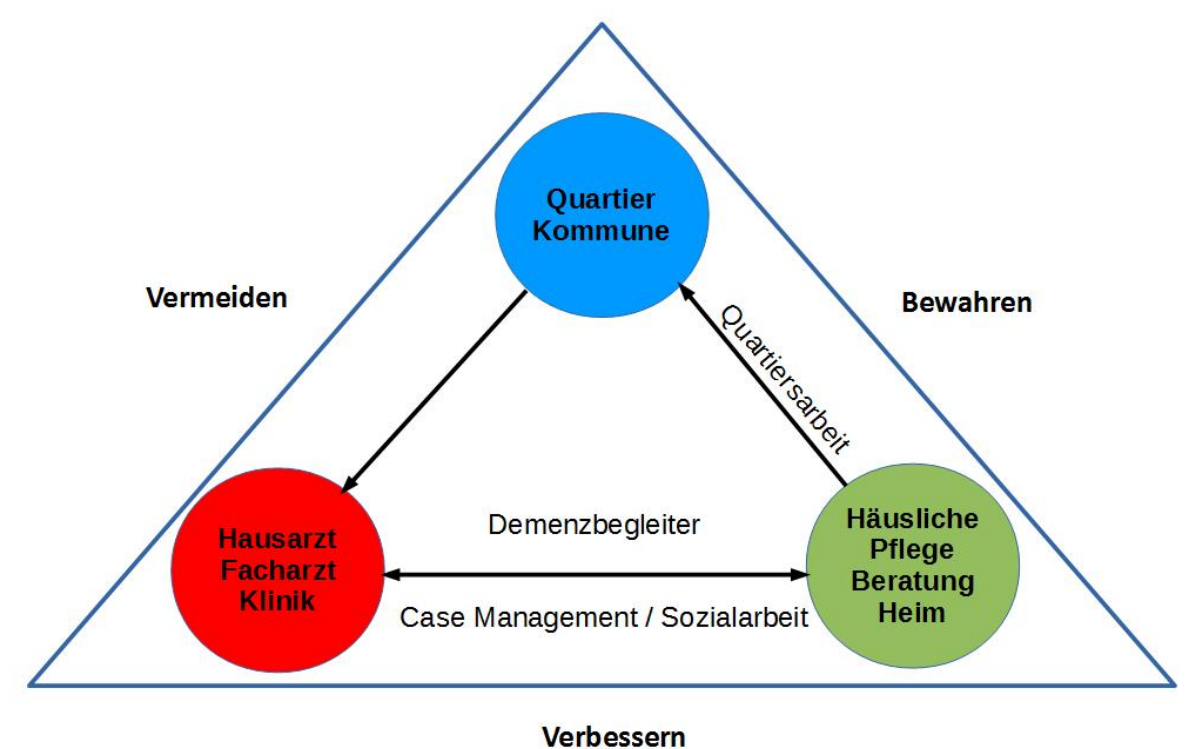 Quartier
Kommune
Vermeiden
Bewahren
Quartiersarbeit
Hausarzt
Facharzt
Klinik
Demenzbegleiter
Case Management / Sozialarbeit
Häusliche
Pflege
Beratung
Heim
Verbessern